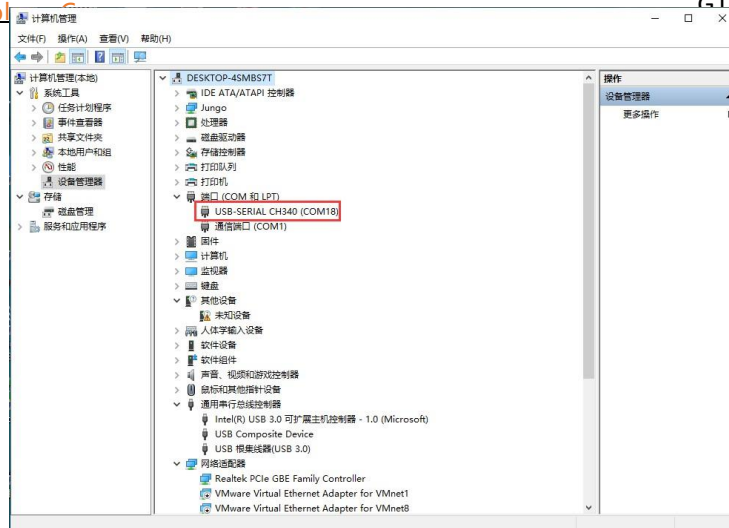 计算机管理
文件(F) 操作(A) 查看(V) 帮助(H)
计算机管理(本地)
系统工具
任务计划程序
事件查看器
共享文件夹
本地用户和组
性能
设备管理器
存储
磁盘管理
服务和应用程序
DESKTOP-4SMBS7T
IDE ATA/ATAPI 控制器
Jungo
处理器
磁盘驱动器
存储控制器
打印队列
打印机
端口 (COM 和 LPT)
USB-SERIAL CH340 (COM18)
通信端口 (COM1)
固件
计算机
监视器
键盘
其他设备
未知设备
人体学输入设备
软件设备
软件组件
声音、视频和游戏控制器
鼠标和其他指针设备
通用串行总线控制器
Intel(R) USB 3.0 可扩展主机控制器 - 1.0 (Microsoft)
USB Composite Device
USB 根集线器(USB 3.0)
网络适配器
Realtek PCIe GBE Family Controller
VMware Virtual Ethernet Adapter for VMnet1
VMware Virtual Ethernet Adapter for VMnet8
操作
设备管理器
更多操作